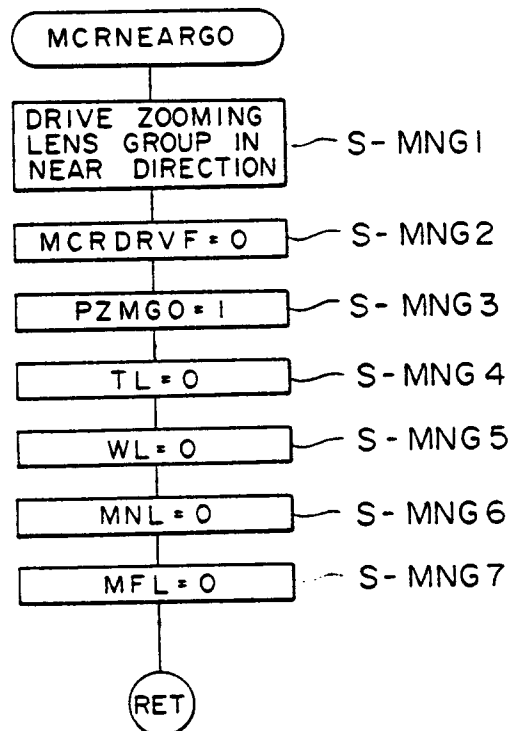 MCRNEARGO
DRIVE ZOOMING
LENS GROUP IN
NEAR DIRECTION
S-MNG1
MCRDRVF=0
S-MNG2
PZMGO=1
S-MNG3
TL=0
S-MNG4
WL=0
S-MNG5
MNL=0
S-MNG6
MFL=0
S-MNG7
RET